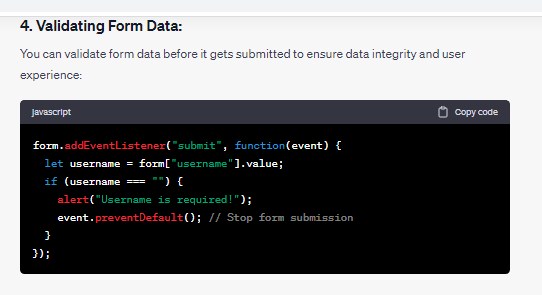 4. Validating Form Data:
You can validate form data before it gets submitted to ensure data integrity and user
experience:
javascript
Copy code
form.addEventListener("submit", function(event) {
  let username = form["username"].value;
  if (username === "") {
    alert("Username is required!");
    event.preventDefault(); // Stop form submission
  }
});